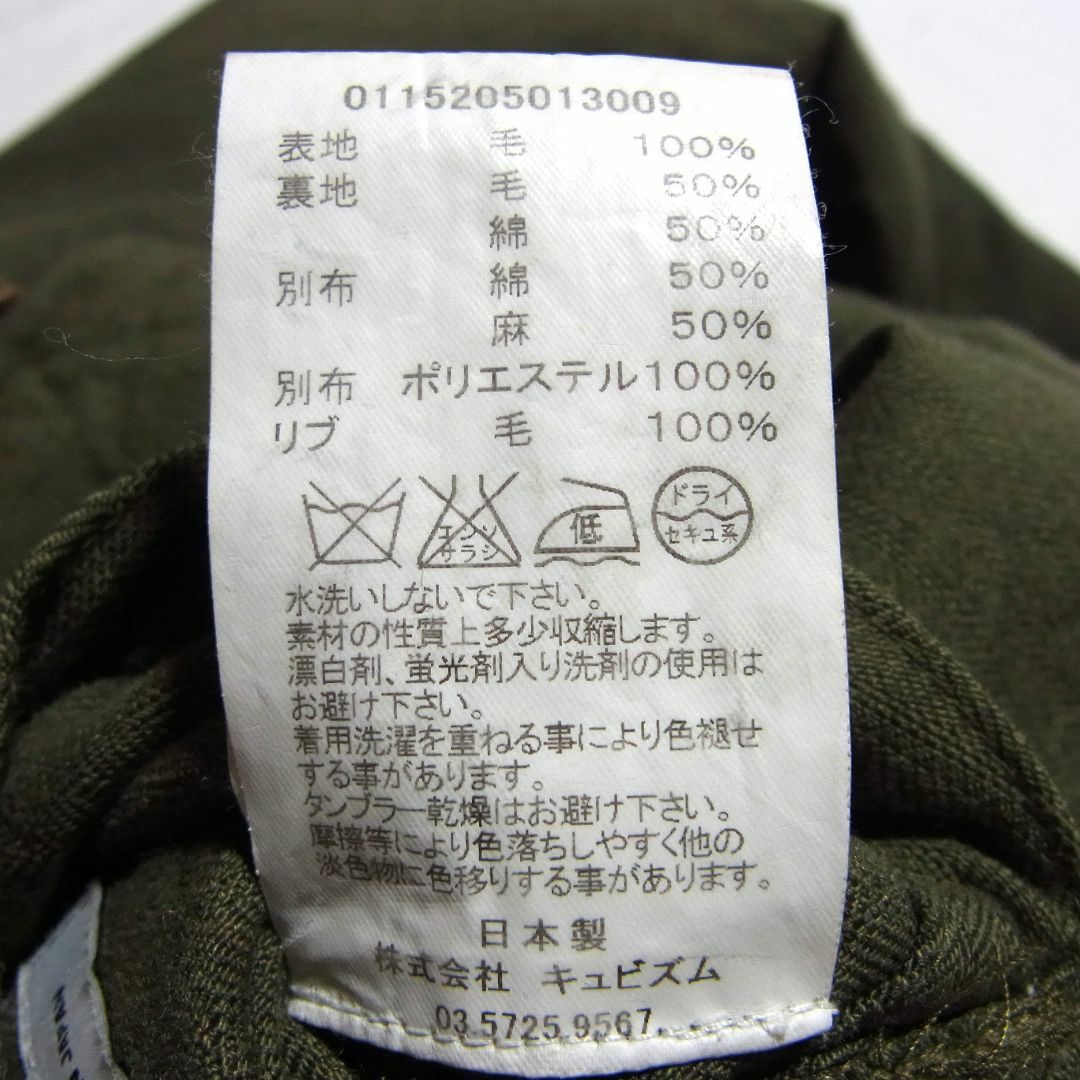 0115205013009
表地 毛 100%
裏地 毛 50%
綿 50%
別布 綿 50%
麻 50%
別布 ポリエステル100%
リブ 毛 100%
エンソ
サラシ
低
ドライ
セキユ系
水洗いしないで下さい。
素材の性質上多少収縮します。
漂白剤、蛍光剤入り洗剤の使用は
お避け下さい。
着用洗濯を重ねる事により色褪せ
する事があります。
タンブラー乾燥はお避け下さい。
摩擦等により色落ちしやすく他の
淡色物に色移りする事があります。
日本製
株式会社 キュビズム
03.5725.9567.